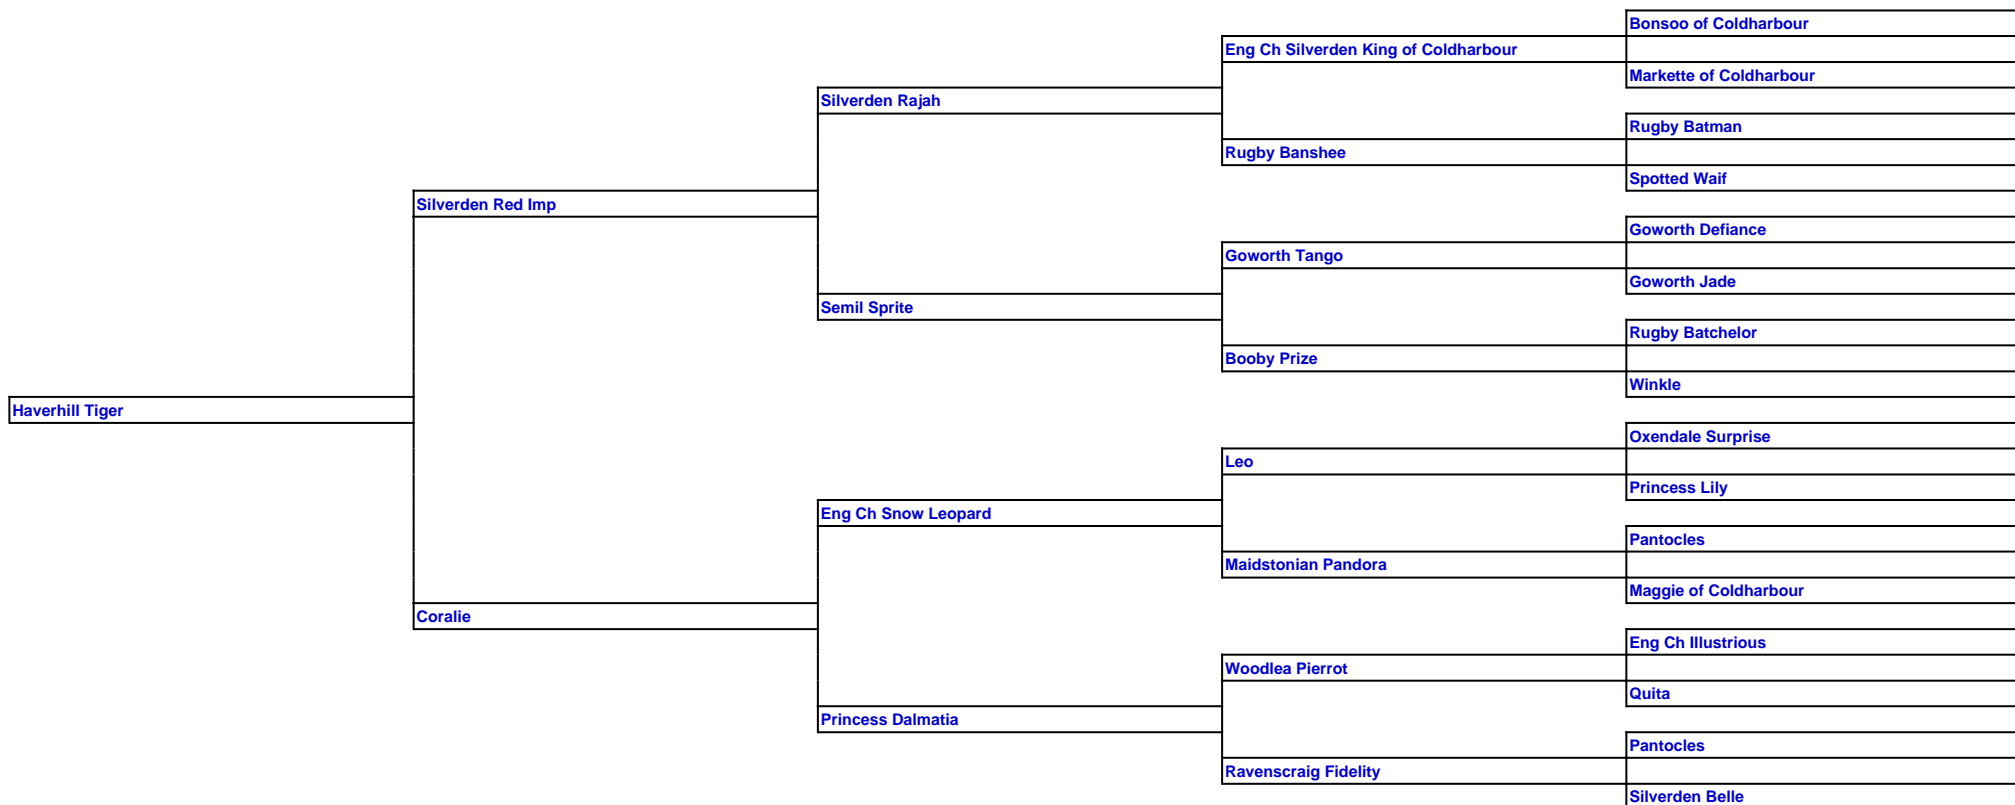 Bonsoo of Coldharbour
Eng Ch Silverden King of Coldharbour
Markette of Coldharbour
Silverden Rajah
Rugby Batman
Rugby Banshee
Spotted Waif
Silverden Red Imp
Goworth Defiance
Goworth Tango
Goworth Jade
Semil Sprite
Rugby Batchelor
Booby Prize
Winkle
Haverhill Tiger
Oxendale Surprise
Leo
Princess Lily
Eng Ch Snow Leopard
Pantocles
Maidstonian Pandora
Maggie of Coldharbour
Coralie
Eng Ch Illustrious
Woodlea Pierrot
Quita
Princess Dalmatia
Pantocles
Ravenscraig Fidelity
Silverden Belle